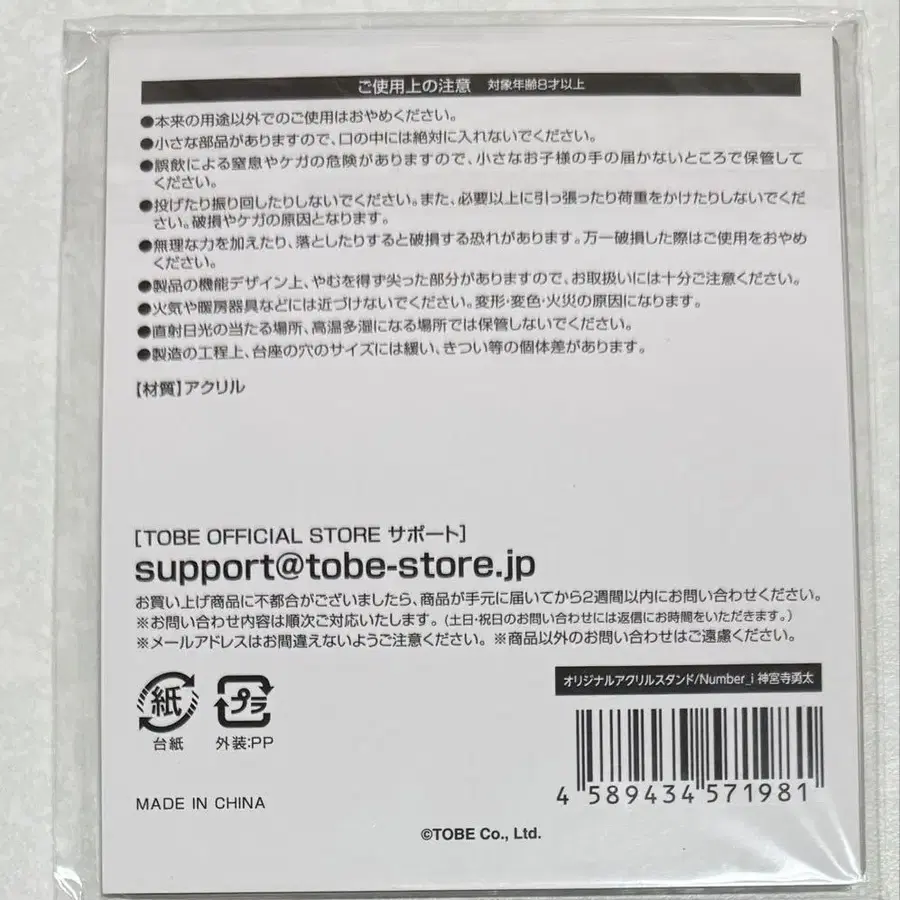 ご使用上の注意 対象年齢8才以上
●本来の用途以外でのご使用はおやめください。
●小さな部品がありますので、口の中には絶対に入れないでください。
●誤飲による窒息やケガの危険がありますので、小さなお子様の手の届かないところで保管して
ください。
●投げたり振り回したりしないでください。また、必要以上に引っ張ったり荷重をかけたりしないでくだ
さい。破損やケガの原因となります。
●無理な力を加えたり、落としたりすると破損する恐れがあります。万一破損した際はご使用をおやめ
ください。
●製品の機能デザイン上、やむを得ず尖った部分がありますので、お取扱いには十分ご注意ください。
●火気や暖房器具などには近づけないでください。変形・変色・火災の原因になります。
●直射日光の当たる場所、高温多湿になる場所では保管しないでください。
●製造の工程上、台座の穴のサイズには緩い、きつい等の個体差があります。
【材質】アクリル
[TOBE OFFICIAL STORE サポート]
support@tobe-store.jp
お買い上げ商品に不都合がございましたら、商品が手元に届いてから2週間以内にお問い合わせください。
※お問い合わせ内容は順次ご対応いたします。(土日・祝日のお問い合わせには返信にお時間をいただきます。)
※メールアドレスはお間違えないようご注意ください。※商品以外のお問い合わせはご遠慮ください。
紙
台紙
プラ
外装:PP
オリジナルアクリルスタンド/Number_i 神宮寺勇太
4 589434 571981
MADE IN CHINA
©TOBE Co., Ltd.